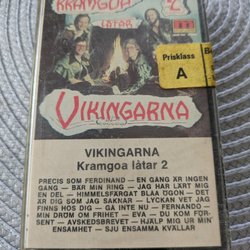 KRAMGOA 2
LÅTAR
Prisklass
A
VIKINGARNA
VIKINGARNA
Kramgoa låtar 2
PRECIS SOM FERDINAND — EN GÅNG ÄR INGEN
GÅNG — BÄR MIN RING — JAG HAR LÄRT MIG
EN DEL — HIMMELSFÄRGAT BLÅA ÖGON — DET
ÄR DIG SOM JAG SAKNAR — LYCKAN VET JAG
FINNS HOS DIG — GÅ INTE NU — FERNANDO —
MIN DRÖM OM FRIHET — EVA — DU KOM FÖR-
SENT — AVSKEDSBREVET — HJÄLP MIG UR MIN
ENSAMHET — SJU ENSAMMA KVÄLLAR